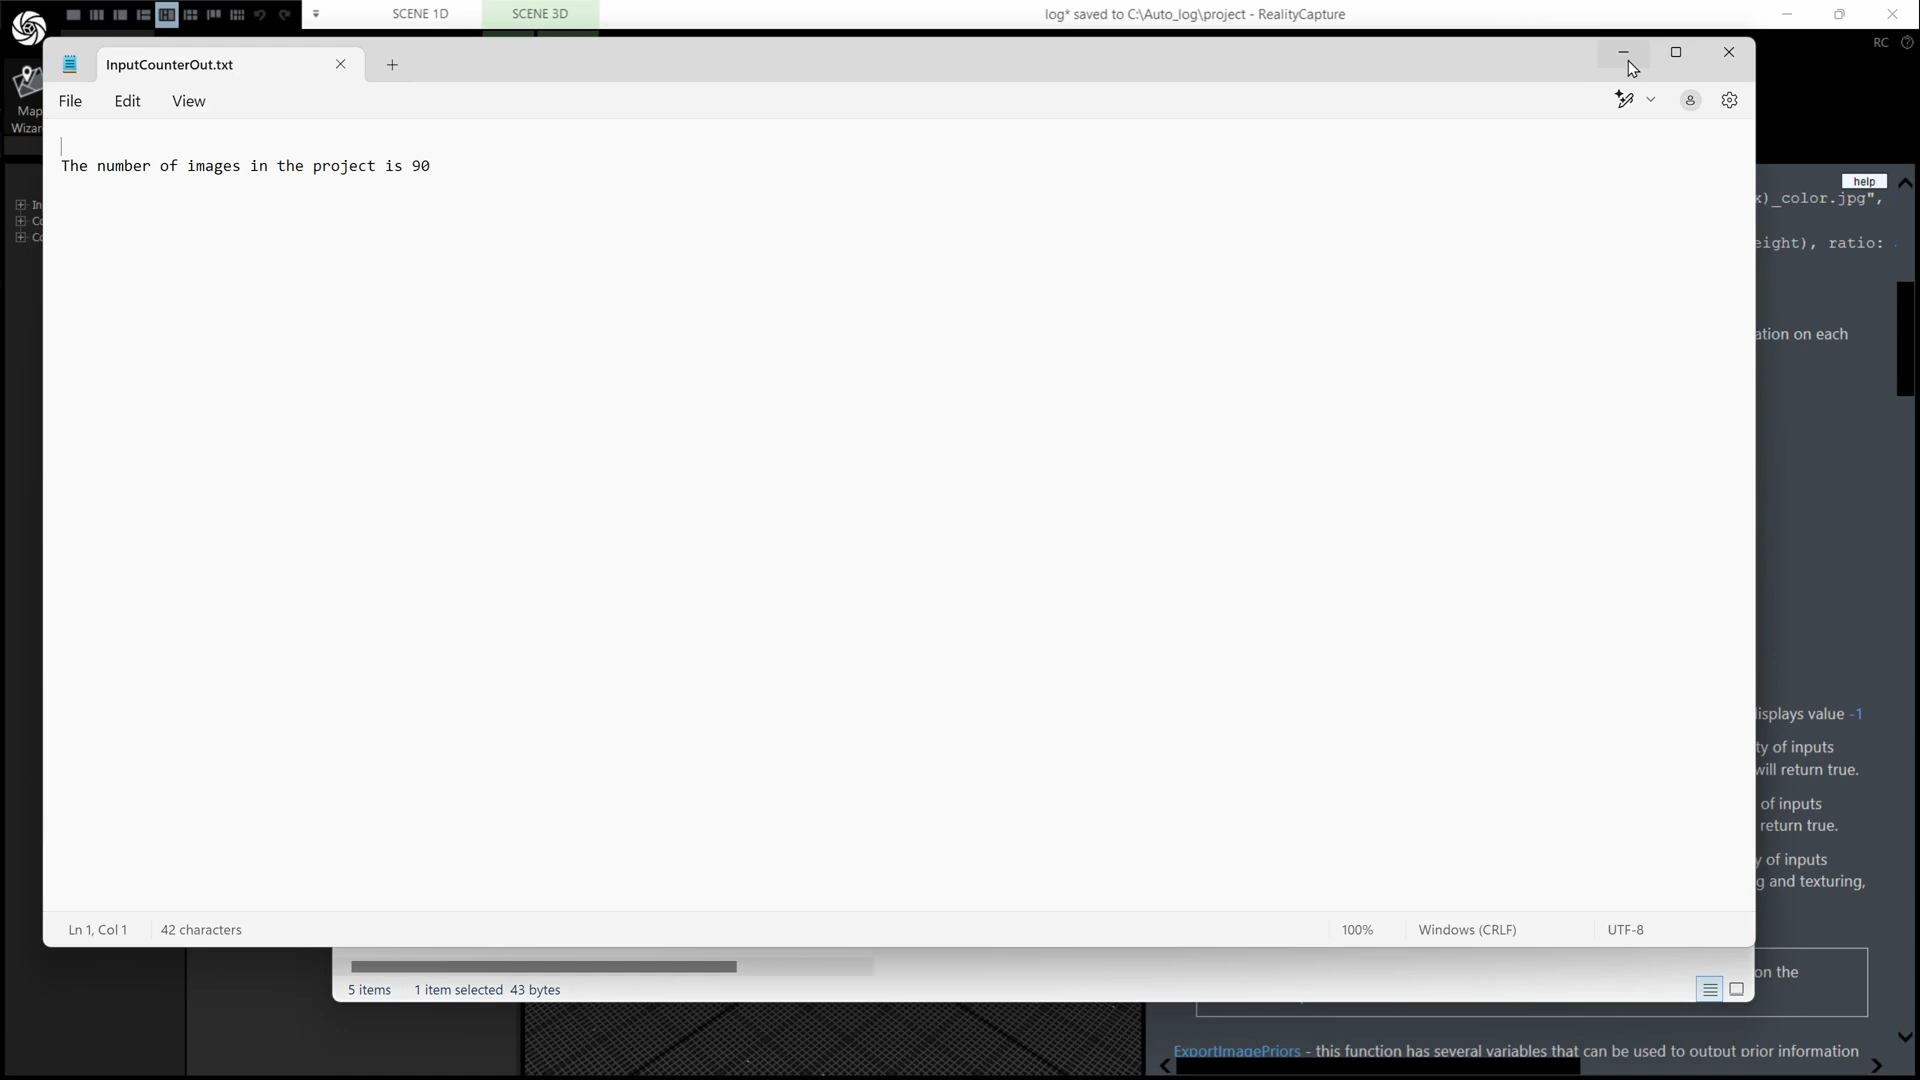 SCENE 1D
SCENE 3D
log* saved to C:\Auto_log\project - RealityCapture
RC
InputCounterOut.txt
Map
File
Edit
View
The number of images in the project is 90
help
_color.jpg",
ratio:
on each
displays value -1
of inputs
will return true.
of inputs
return true.
of inputs
and texturing,
Ln 1, Col 1
42 characters
100%
Windows (CRLF)
UTF-8
on the
5 items
1 item selected
43 bytes
ExportImagePriors - this function has several variables that can be used to output prior information